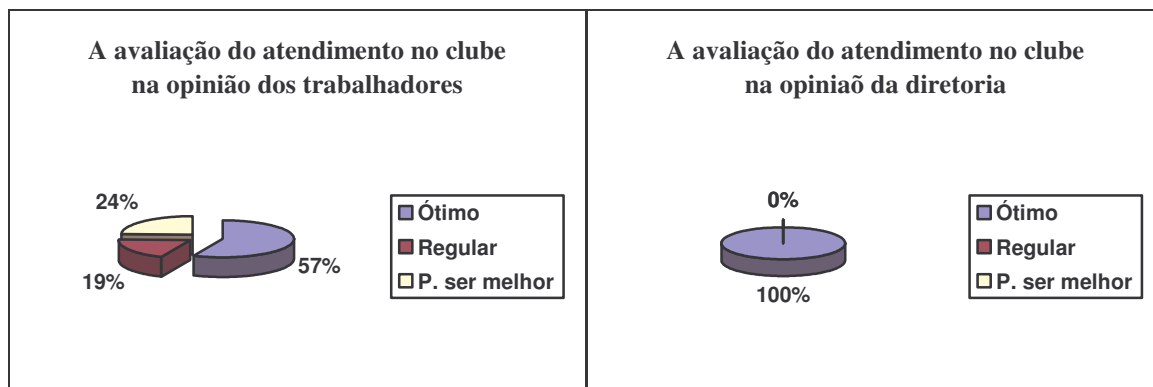 A avaliação do atendimento no clube
na opinião dos trabalhadores
24%
19%
57%
Ótimo
Regular
P. ser melhor
A avaliação do atendimento no clube
na opiniaõ da diretoria
0%
100%
Ótimo
Regular
P. ser melhor